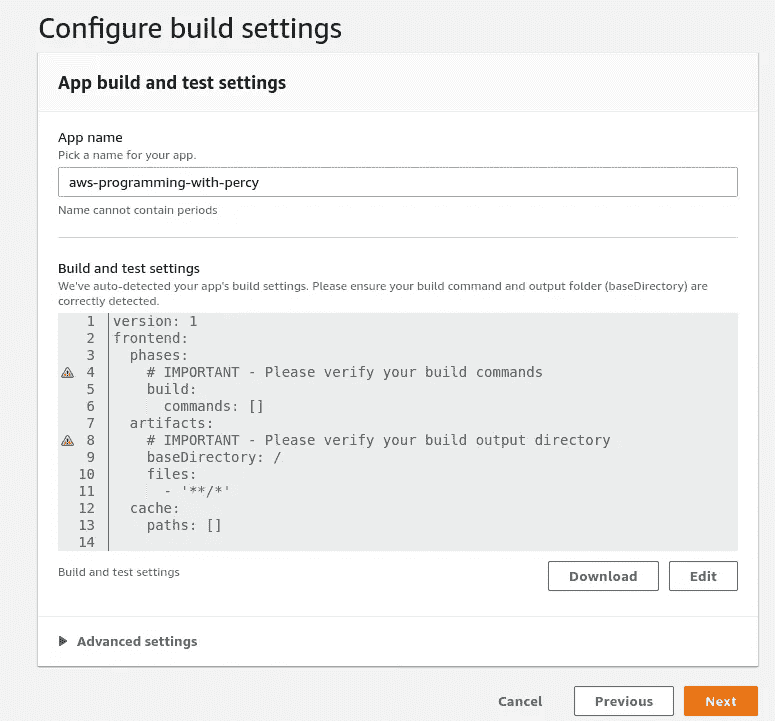 Configure build settings
App build and test settings
App name
Pick a name for your app.
aws-programming-with-percy
Name cannot contain periods
Build and test settings
We've auto-detected your app's build settings. Please ensure your build command and output folder (baseDirectory) are
correctly detected.
1 version: 1
2 frontend:
3   phases:
4     # IMPORTANT - Please verify your build commands
5     build:
6       commands: []
7   artifacts:
8     # IMPORTANT - Please verify your build output directory
9     baseDirectory: /
10     files:
11       - '**/*'
12   cache:
13     paths: []
14
Build and test settings
Download Edit
Advanced settings
Cancel Previous Next